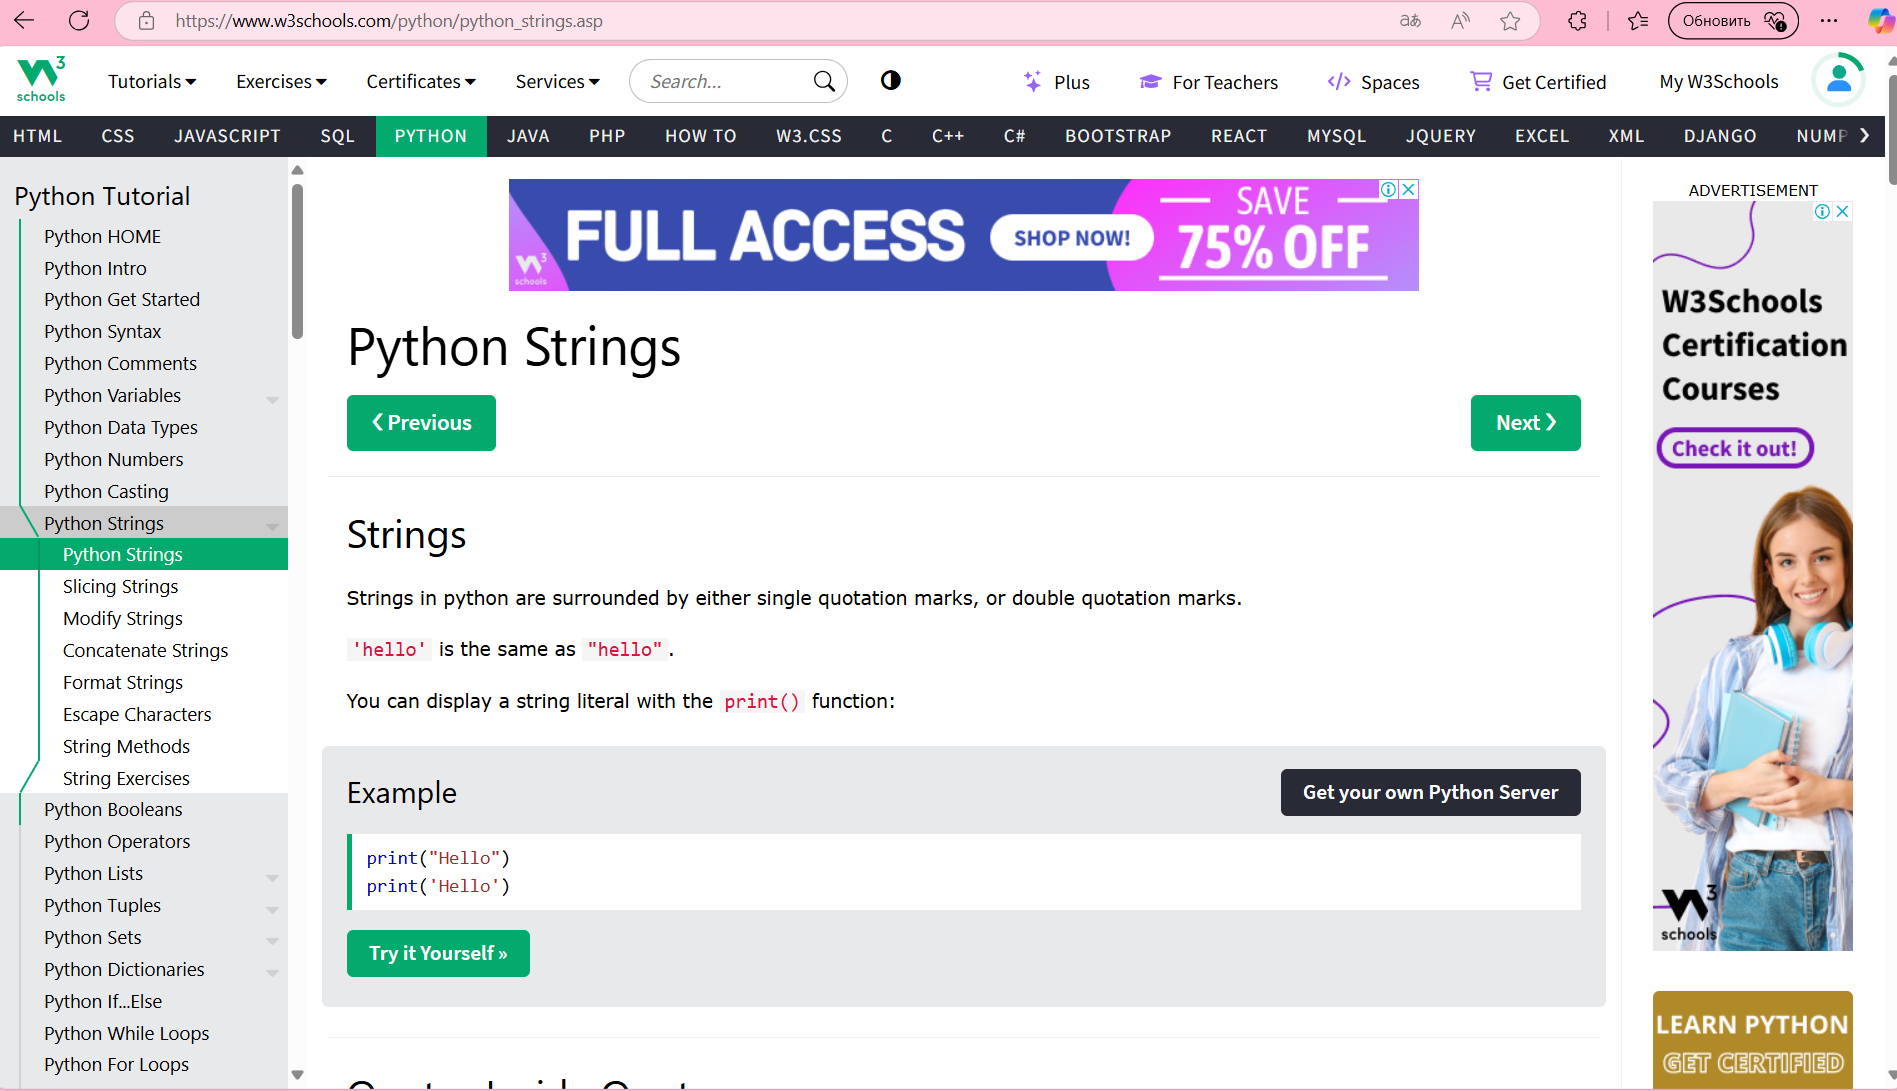 https://www.w3schools.com/python/python_strings.asp
Обновить
W3 schools
Tutorials
Exercises
Certificates
Services
Search...
Plus
For Teachers
Spaces
Get Certified
My W3Schools
HTML CSS JAVASCRIPT SQL PYTHON JAVA PHP HOW TO W3.CSS C C++ C# BOOTSTRAP REACT MYSQL JQUERY EXCEL XML DJANGO NUMP
Python Tutorial
Python HOME
Python Intro
Python Get Started
Python Syntax
Python Comments
Python Variables
Python Data Types
Python Numbers
Python Casting
Python Strings
Python Strings
Slicing Strings
Modify Strings
Concatenate Strings
Format Strings
Escape Characters
String Methods
String Exercises
Python Booleans
Python Operators
Python Lists
Python Tuples
Python Sets
Python Dictionaries
Python If...Else
Python While Loops
Python For Loops
W3 schools
FULL ACCESS
SHOP NOW!
SAVE
75% OFF
Python Strings
❮ Previous
Next ❯
Strings
Strings in python are surrounded by either single quotation marks, or double quotation marks.
'hello' is the same as "hello".
You can display a string literal with the print() function:
Example
Get your own Python Server
print("Hello")
print('Hello')
Try it Yourself »
ADVERTISEMENT
W3Schools
Certification
Courses
Check it out!
W3 schools
LEARN PYTHON
GET CERTIFIED